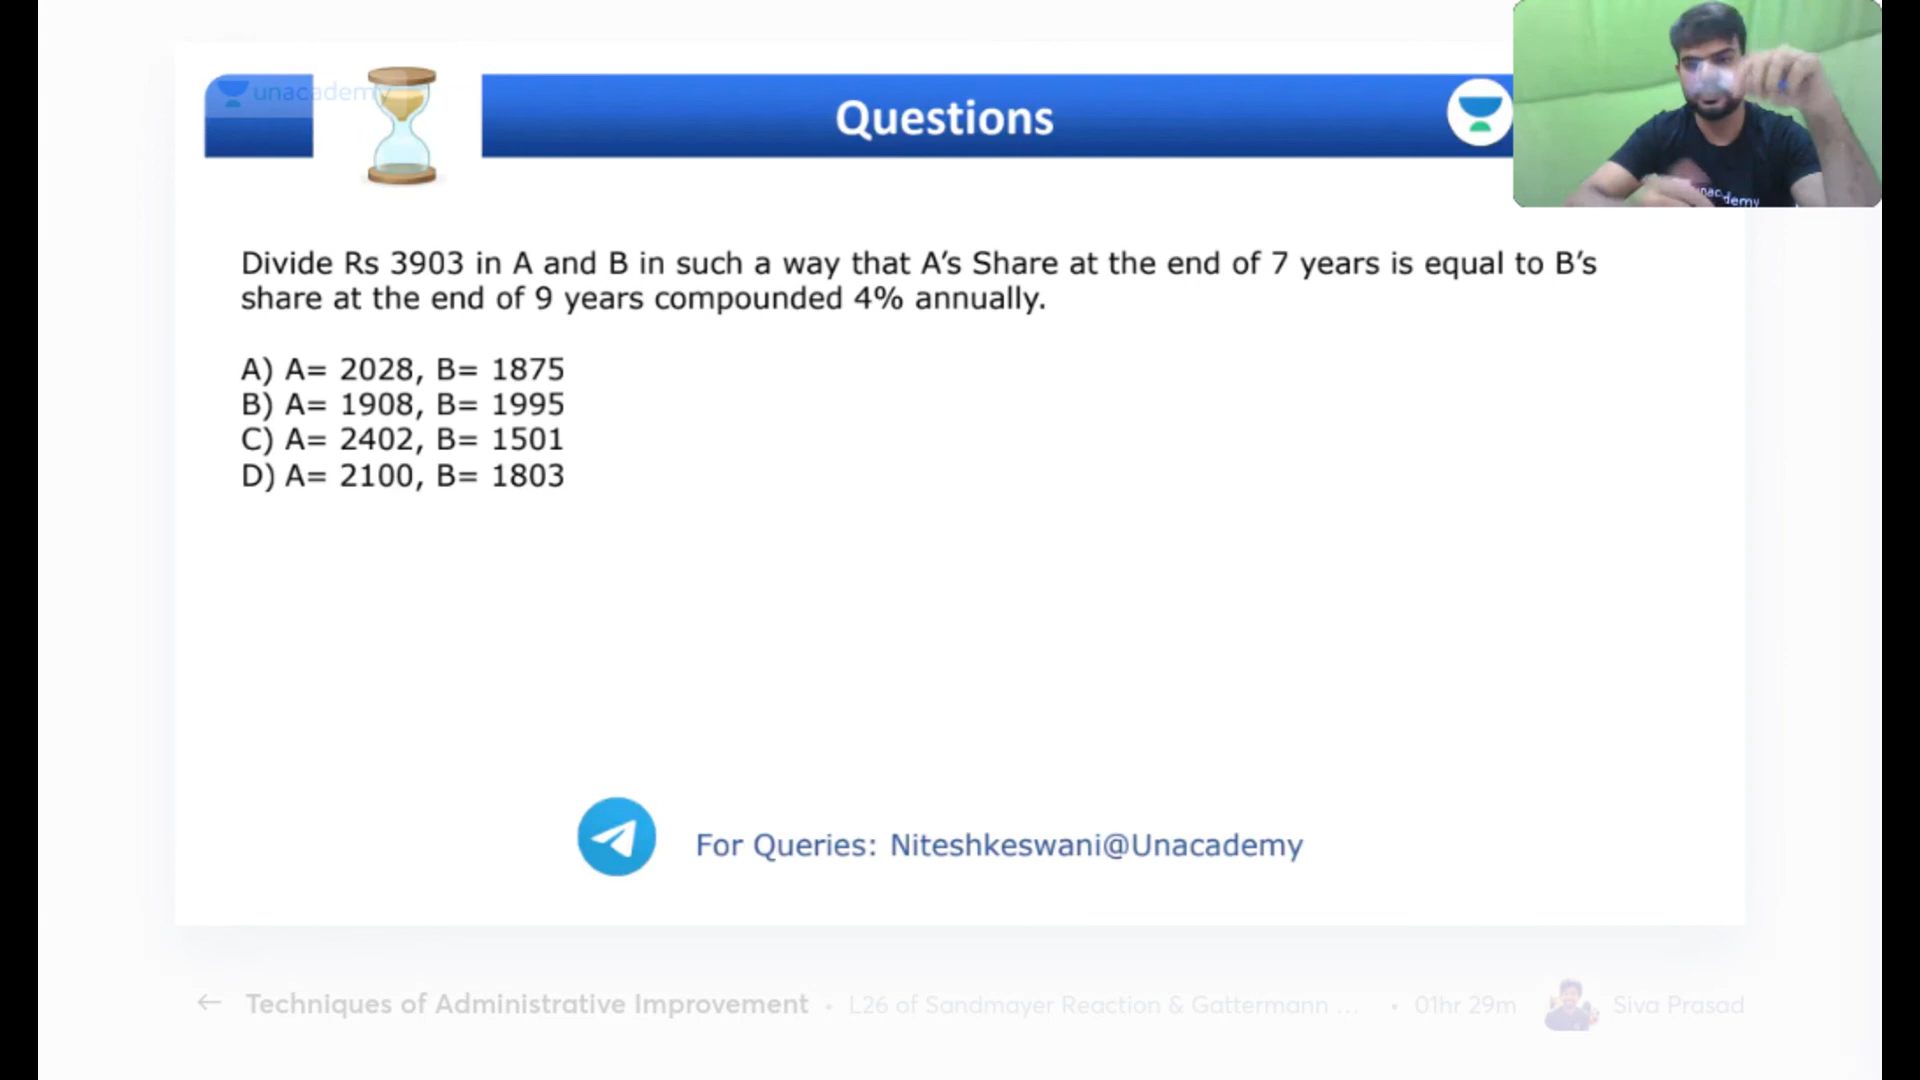 unacademy
Questions
unacademy
Divide Rs 3903 in A and B in such a way that A’s Share at the end of 7 years is equal to B’s
share at the end of 9 years compounded 4% annually.
A) A= 2028, B= 1875
B) A= 1908, B= 1995
C) A= 2402, B= 1501
D) A= 2100, B= 1803
For Queries: Niteshkeswani@Unacademy
← Techniques of Administrative Improvement • L26 of Sandmayer Reaction & Gattermann ... • 01hr 29m Siva Prasad